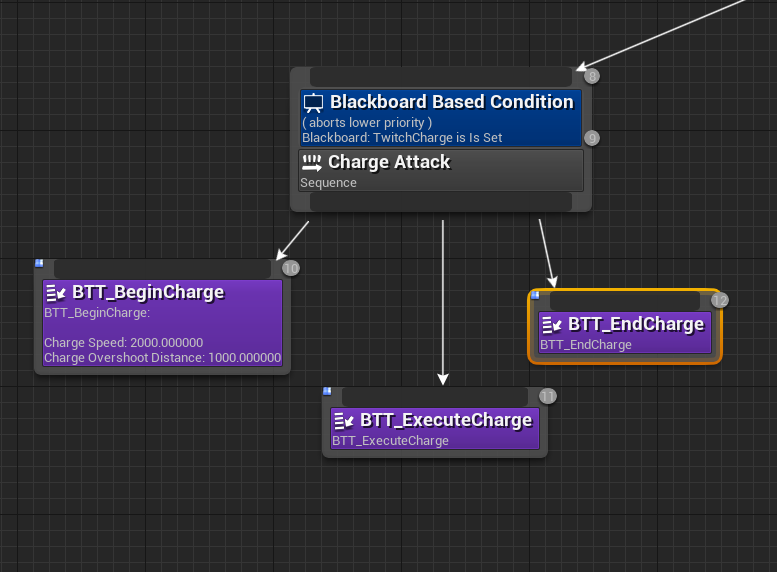 8
Blackboard Based Condition
( aborts lower priority )
Blackboard: TwitchCharge is Is Set
9
Charge Attack
Sequence
10
BTT_BeginCharge
BTT_BeginCharge:
Charge Speed: 2000.000000
Charge Overshoot Distance: 1000.000000
12
BTT_EndCharge
BTT_EndCharge
11
BTT_ExecuteCharge
BTT_ExecuteCharge